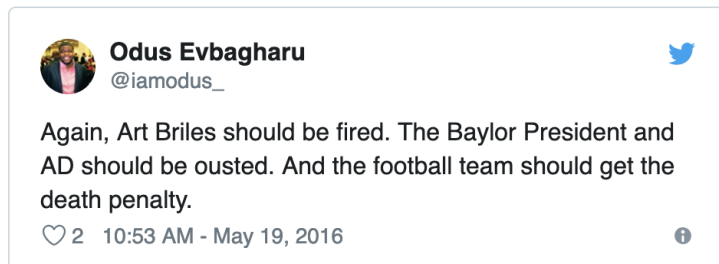 Odus Evbagharu
@iamodus_
Again, Art Briles should be fired. The Baylor President and
AD should be ousted. And the football team should get the
death penalty.
2 10:53 AM - May 19, 2016